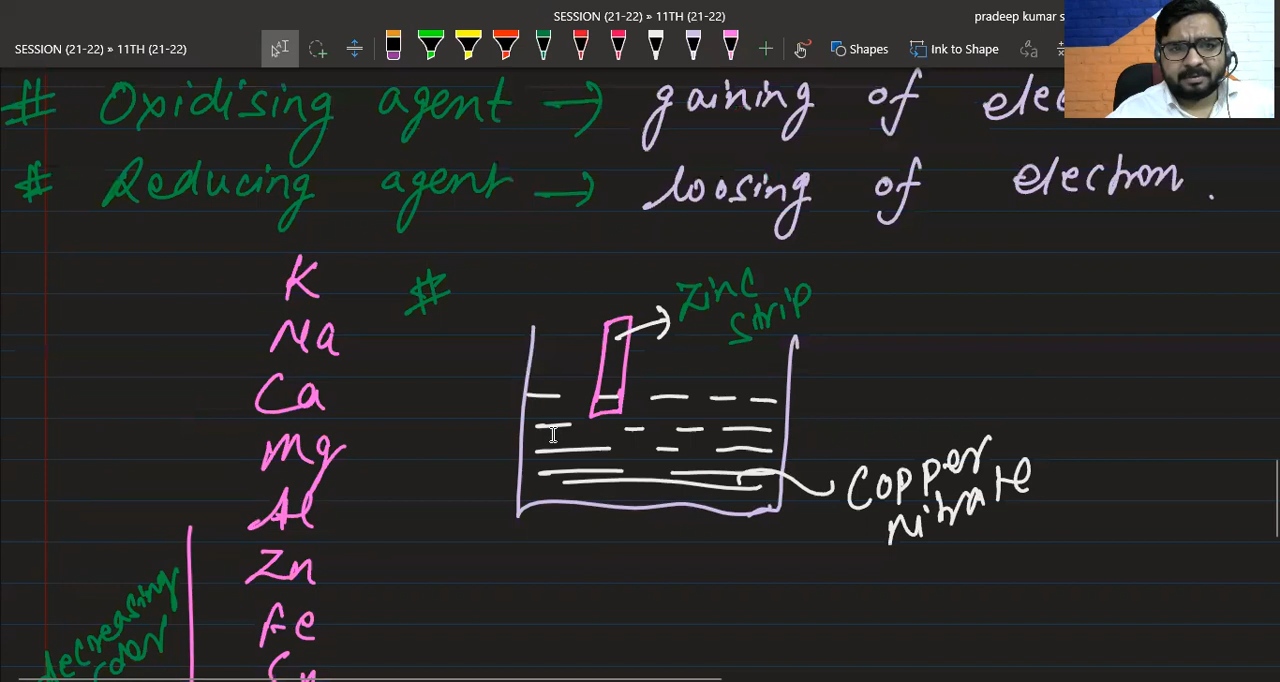 SESSION (21-22) » 11TH (21-22)
pradeep kumar s
SESSION (21-22) » 11TH (21-22)
Shapes
Ink to Shape
# Oxidising agent → gaining of elec
# Reducing agent → loosing of electron.
K
#
Zinc
strip
Na
Ca
Mg
Copper
nitrate
Al
Zn
Fe
decreasing